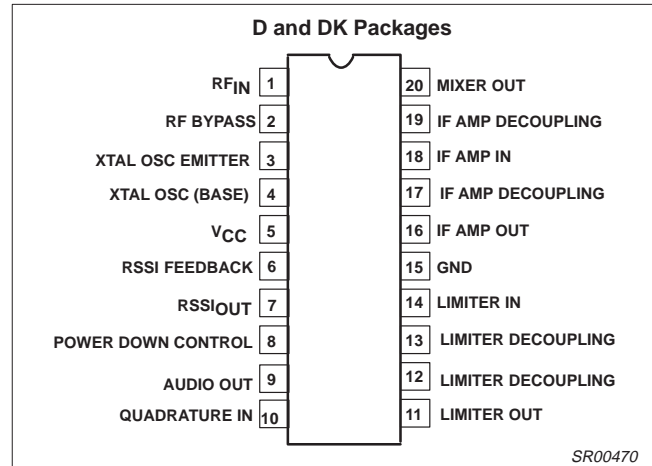 D and DK Packages
RFIN 1
20 MIXER OUT
RF BYPASS 2
19 IF AMP DECOUPLING
XTAL OSC EMITTER 3
18 IF AMP IN
XTAL OSC (BASE) 4
17 IF AMP DECOUPLING
VCC 5
16 IF AMP OUT
RSSI FEEDBACK 6
15 GND
RSSIOUT 7
14 LIMITER IN
POWER DOWN CONTROL 8
13 LIMITER DECOUPLING
AUDIO OUT 9
12 LIMITER DECOUPLING
QUADRATURE IN 10
11 LIMITER OUT
SR00470